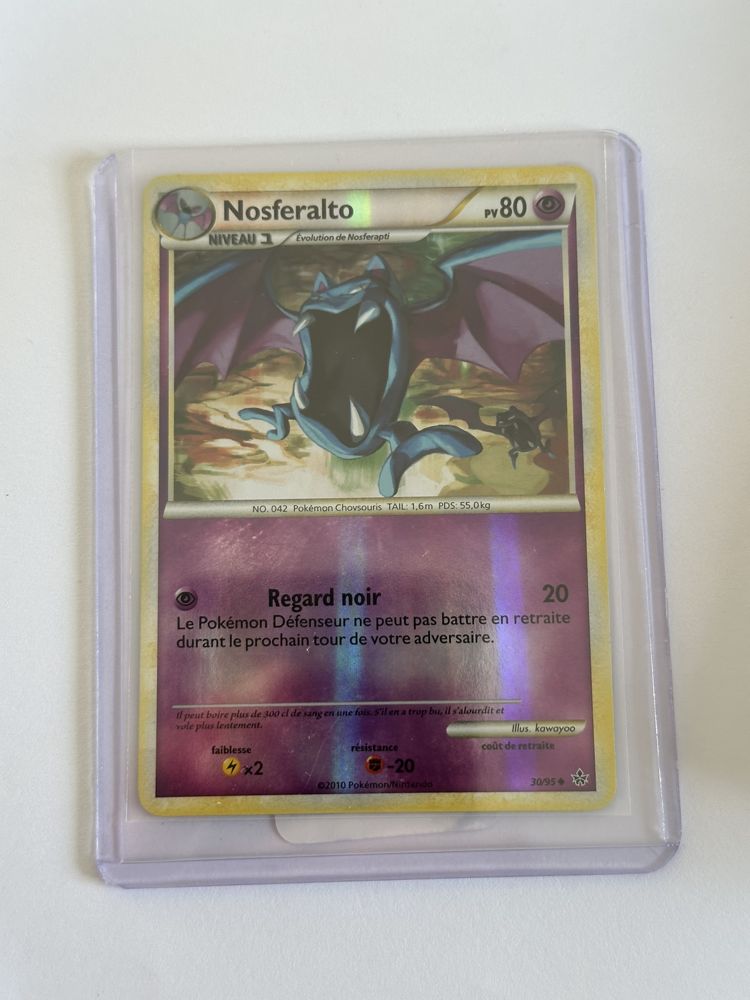 Nosferalto
PV 80
NIVEAU 1
Évolution de Nosferapti
NO. 042 Pokémon Chovsouris TAIL: 1,6m PDS: 55,0kg
Regard noir 20
Le Pokémon Défenseur ne peut pas battre en retraite
durant le prochain tour de votre adversaire.
Il peut boire plus de 300 cl de sang en une fois. S'il en a trop bu, il s'alourdit et
vole plus lentement.
Illus. kawayoo
faiblesse résistance coût de retraite
x2 -20
©2010 Pokémon/Nintendo
30/95